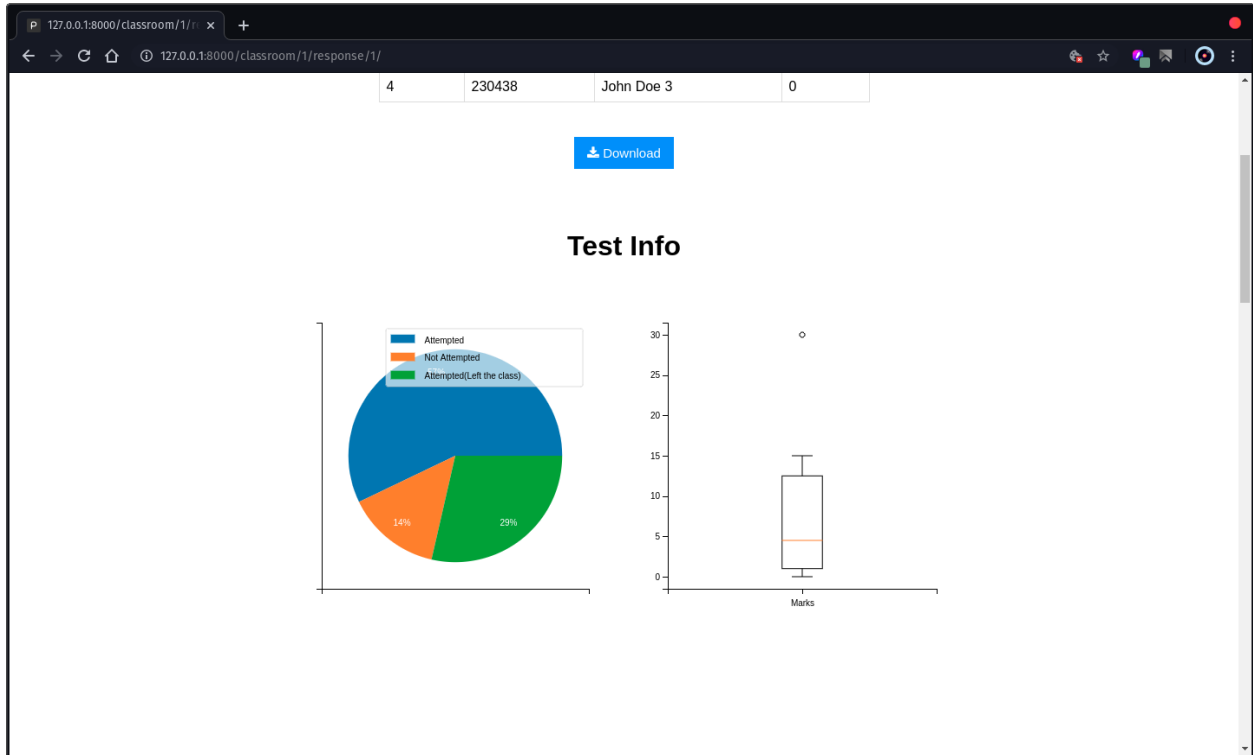 127.0.0.1:8000/classroom/1/r
127.0.0.1:8000/classroom/1/response/1/
4 230438 John Doe 3 0
Download
Test Info
Attempted
Not Attempted
Attempted(Left the class)
14%
29%
30
25
20
15
10
5
0
Marks